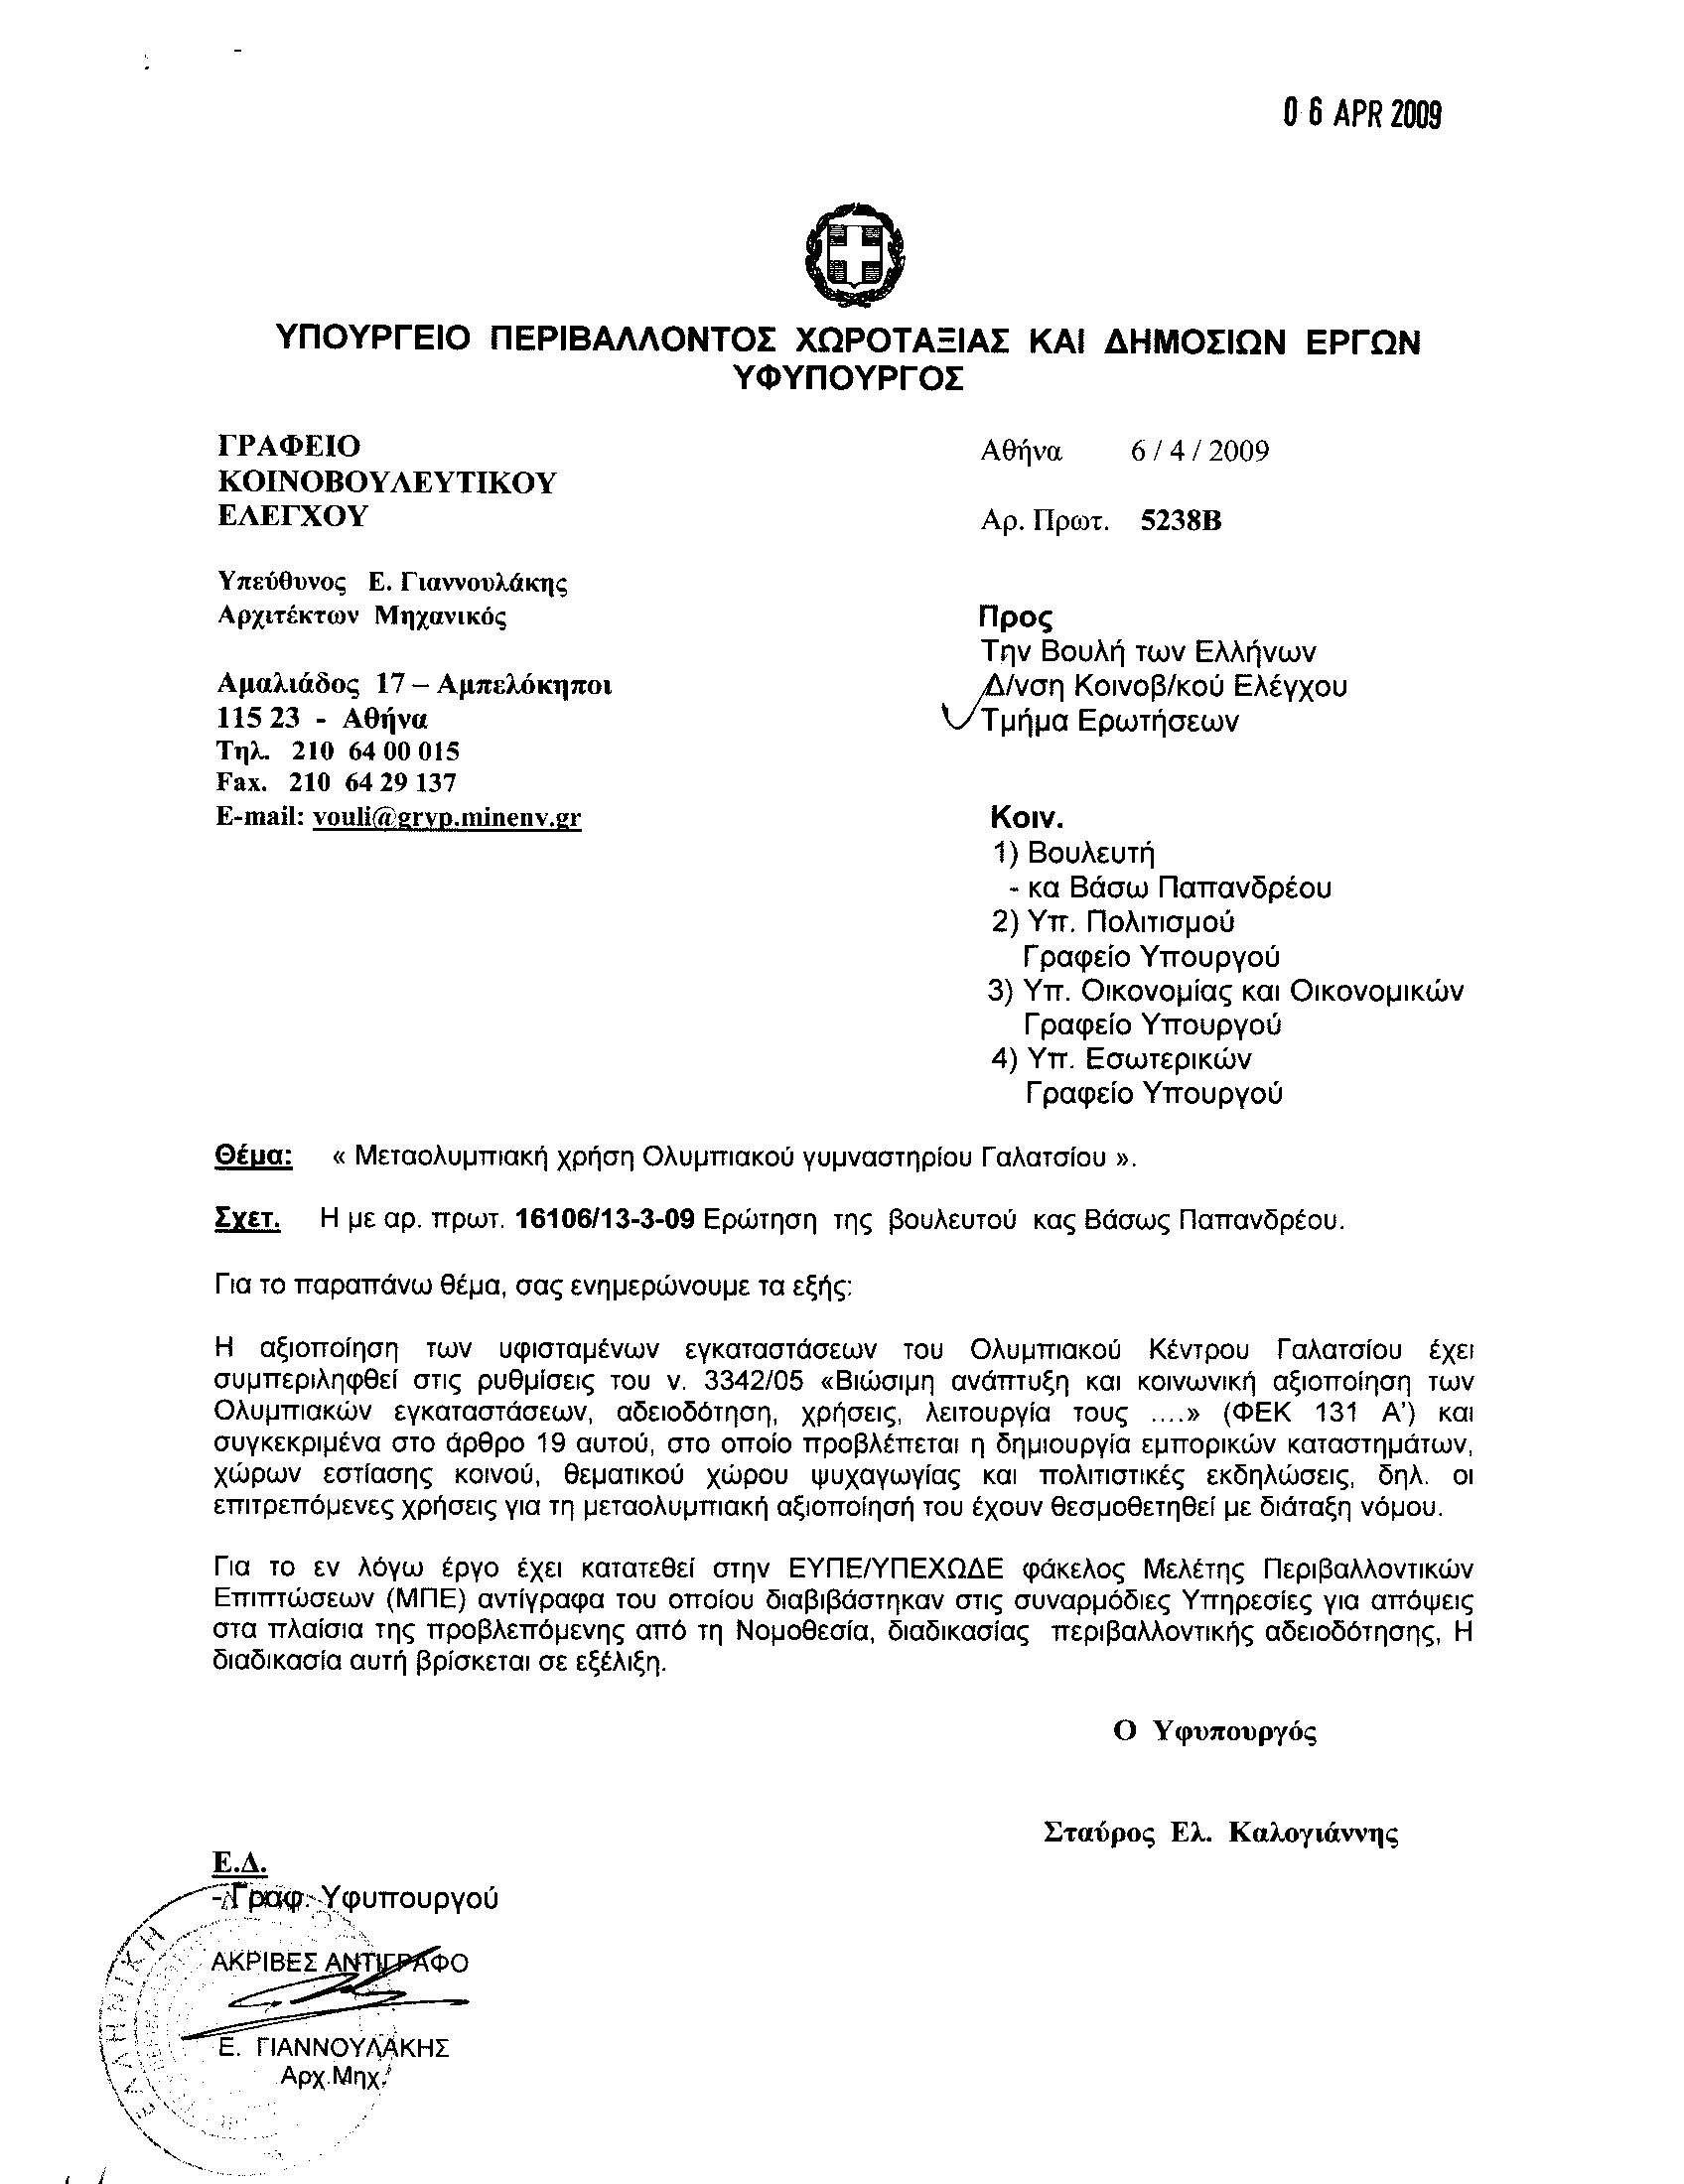 06 APR 2009
ΥΠΟΥΡΓΕΙΟ ΠΕΡΙΒΑΛΛΟΝΤΟΣ ΧΩΡΟΤΑΞΙΑΣ ΚΑΙ ΔΗΜΟΣΙΩΝ ΕΡΓΩΝ
ΥΦΥΠΟΥΡΓΟΣ
ΓΡΑΦΕΙΟ
ΚΟΙΝΟΒΟΥΛΕΥΤΙΚΟΥ
ΕΛΕΓΧΟΥ
Υπεύθυνος Ε. Γιαννουλάκης
Αρχιτέκτων Μηχανικός
Αμαλιάδος 17 – Αμπελόκηποι
115 23 - Αθήνα
Τηλ. 210 64 00 015
Fax. 210 64 29 137
E-mail: vouli@gryp.minenv.gr
Αθήνα 6 / 4 / 2009
Αρ. Πρωτ. 5238Β
Προς
Την Βουλή των Ελλήνων
Δ/νση Κοινοβ/κού Ελέγχου
Τμήμα Ερωτήσεων
Κοιν.
1) Βουλευτή
- κα Βάσω Παπανδρέου
2) Υπ. Πολιτισμού
Γραφείο Υπουργού
3) Υπ. Οικονομίας και Οικονομικών
Γραφείο Υπουργού
4) Υπ. Εσωτερικών
Γραφείο Υπουργού
Θέμα: « Μεταολυμπιακή χρήση Ολυμπιακού γυμναστηρίου Γαλατσίου ».
Σχετ. Η με αρ. πρωτ. 16106/13-3-09 Ερώτηση της βουλευτού κας Βάσως Παπανδρέου.
Για το παραπάνω θέμα, σας ενημερώνουμε τα εξής:
Η αξιοποίηση των υφισταμένων εγκαταστάσεων του Ολυμπιακού Κέντρου Γαλατσίου έχει
συμπεριληφθεί στις ρυθμίσεις του ν. 3342/05 «Βιώσιμη ανάπτυξη και κοινωνική αξιοποίηση των
Ολυμπιακών εγκαταστάσεων, αδειοδότηση, χρήσεις, λειτουργία τους ....» (ΦΕΚ 131 Α’) και
συγκεκριμένα στο άρθρο 19 αυτού, στο οποίο προβλέπεται η δημιουργία εμπορικών καταστημάτων,
χώρων εστίασης κοινού, θεματικού χώρου ψυχαγωγίας και πολιτιστικές εκδηλώσεις, δηλ. οι
επιτρεπόμενες χρήσεις για τη μεταολυμπιακή αξιοποίησή του έχουν θεσμοθετηθεί με διάταξη νόμου.
Για το εν λόγω έργο έχει κατατεθεί στην ΕΥΠΕ/ΥΠΕΧΩΔΕ φάκελος Μελέτης Περιβαλλοντικών
Επιπτώσεων (ΜΠΕ) αντίγραφα του οποίου διαβιβάστηκαν στις συναρμόδιες Υπηρεσίες για απόψεις
στα πλαίσια της προβλεπόμενης από τη Νομοθεσία, διαδικασίας περιβαλλοντικής αδειοδότησης, Η
διαδικασία αυτή βρίσκεται σε εξέλιξη.
Ο Υφυπουργός
Σταύρος Ελ. Καλογιάννης
Ε.Δ.
- Γραφ. Υφυπουργού
ΑΚΡΙΒΕΣ ΑΝΤΙΓΡΑΦΟ
Ε. ΓΙΑΝΝΟΥΛΑΚΗΣ
Αρχ.Μηχ.
ΕΛΛΗΝΙΚΗ